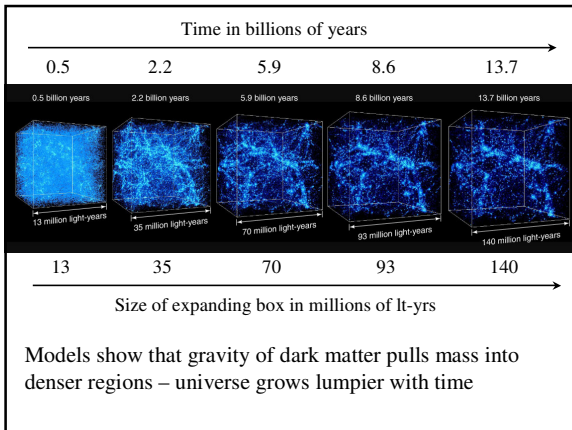 Time in billions of years
0.5 2.2 5.9 8.6 13.7
0.5 billion years 2.2 billion years 5.9 billion years 8.6 billion years 13.7 billion years
13 million light-years 35 million light-years 70 million light-years 93 million light-years 140 million light-years
13 35 70 93 140
Size of expanding box in millions of lt-yrs
Models show that gravity of dark matter pulls mass into
denser regions – universe grows lumpier with time